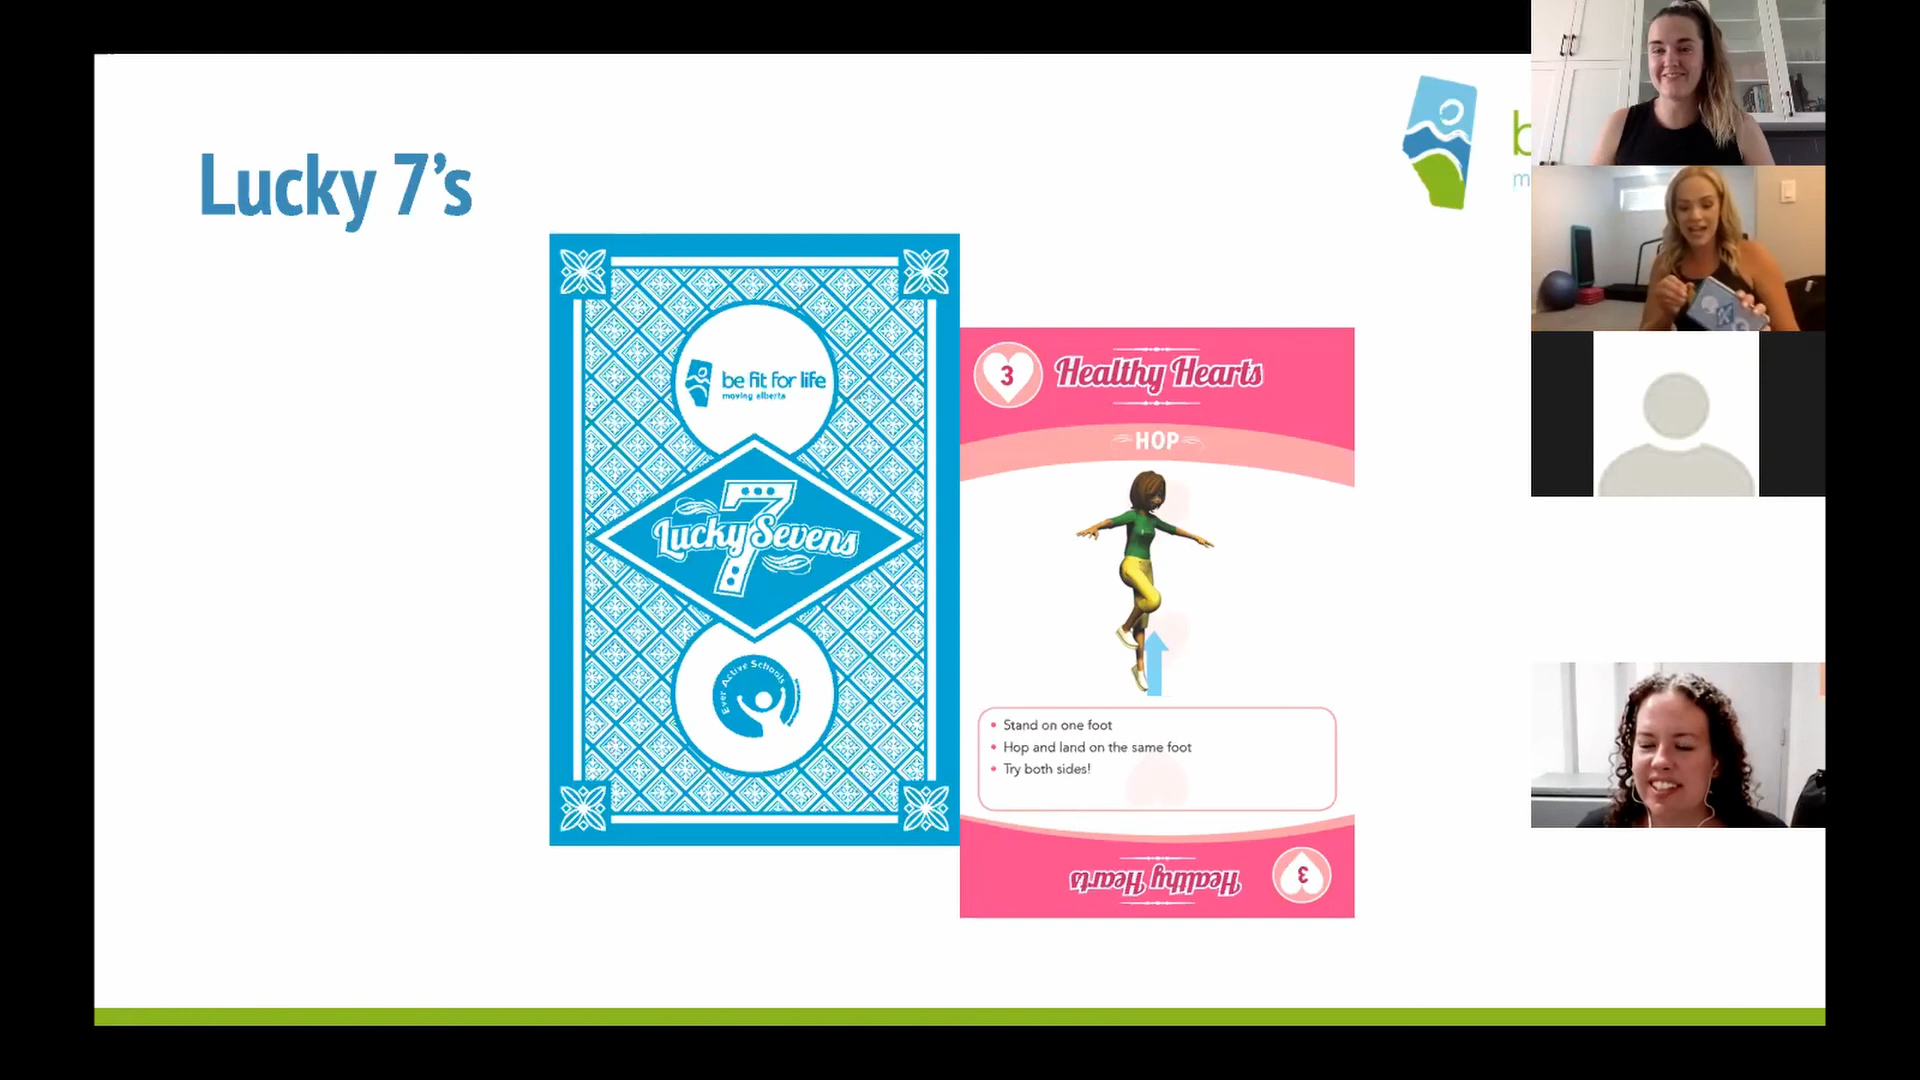 Lucky 7's
be fit for life
moving alberta
Lucky 7 Sevens
Ever Active Schools
3
Healthy Hearts
HOP
• Stand on one foot
• Hop and land on the same foot
• Try both sides!
Healthy Hearts
3
b
m